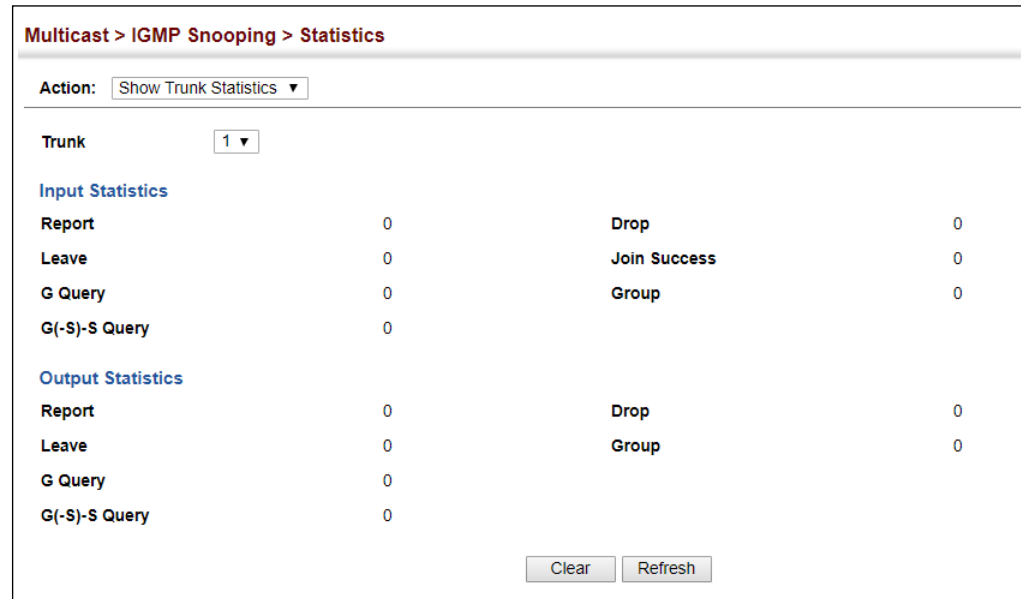 Multicast > IGMP Snooping > Statistics
Action: Show Trunk Statistics ▼
Trunk 1 ▼
Input Statistics
Report 0 Drop 0
Leave 0 Join Success 0
G Query 0 Group 0
G(-S)-S Query 0
Output Statistics
Report 0 Drop 0
Leave 0 Group 0
G Query 0
G(-S)-S Query 0
Clear Refresh